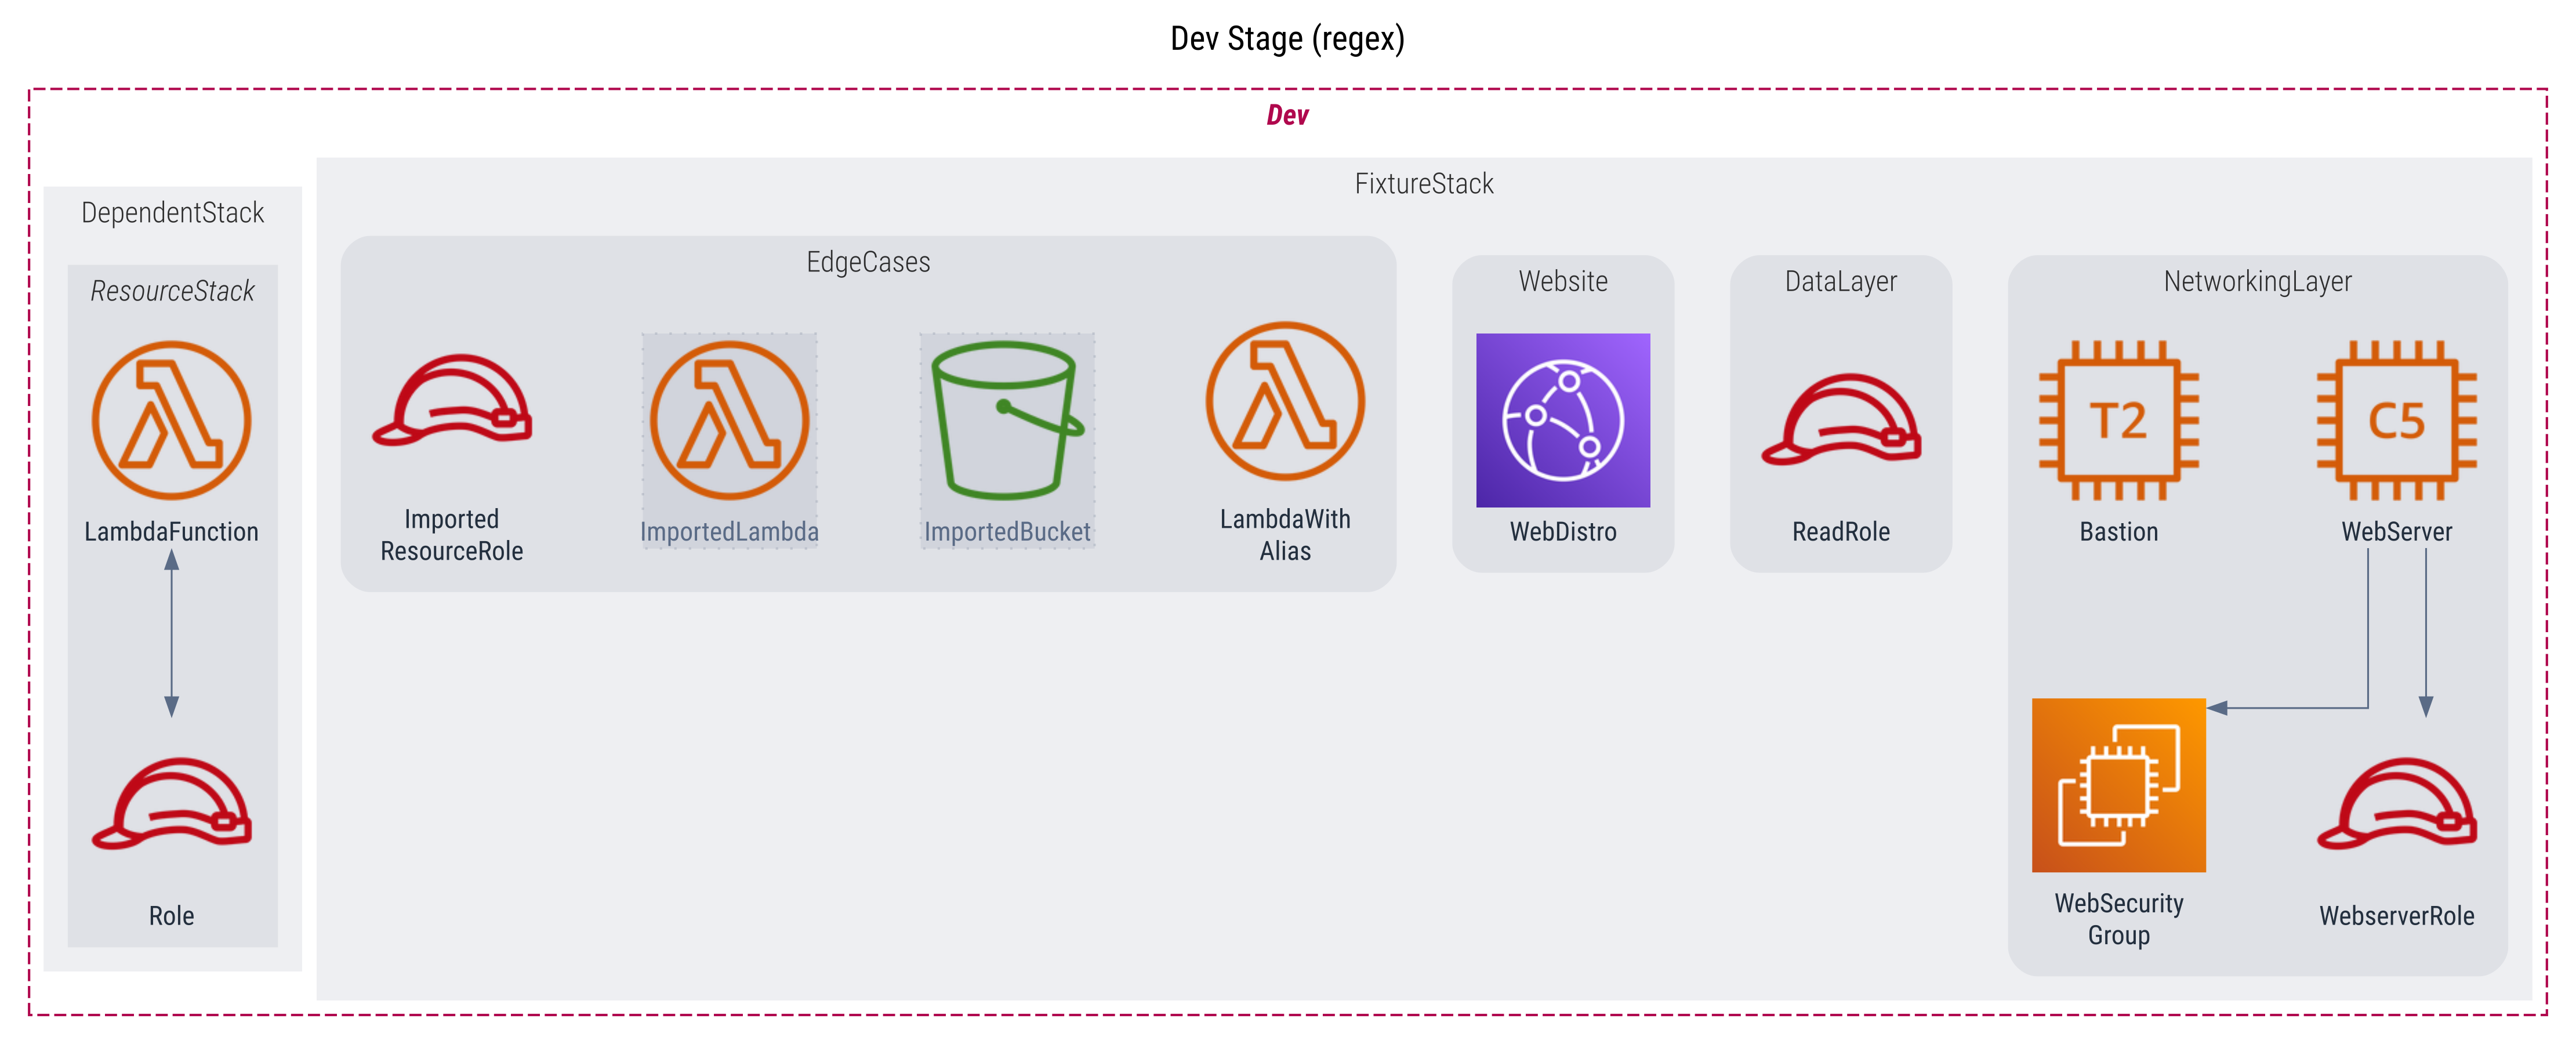 Dev Stage (regex)
Dev
DependentStack
ResourceStack
LambdaFunction
Role
FixtureStack
EdgeCases
Imported
ResourceRole
ImportedLambda
ImportedBucket
LambdaWith
Alias
Website
WebDistro
DataLayer
ReadRole
NetworkingLayer
T2
Bastion
C5
WebServer
WebSecurity
Group
WebserverRole